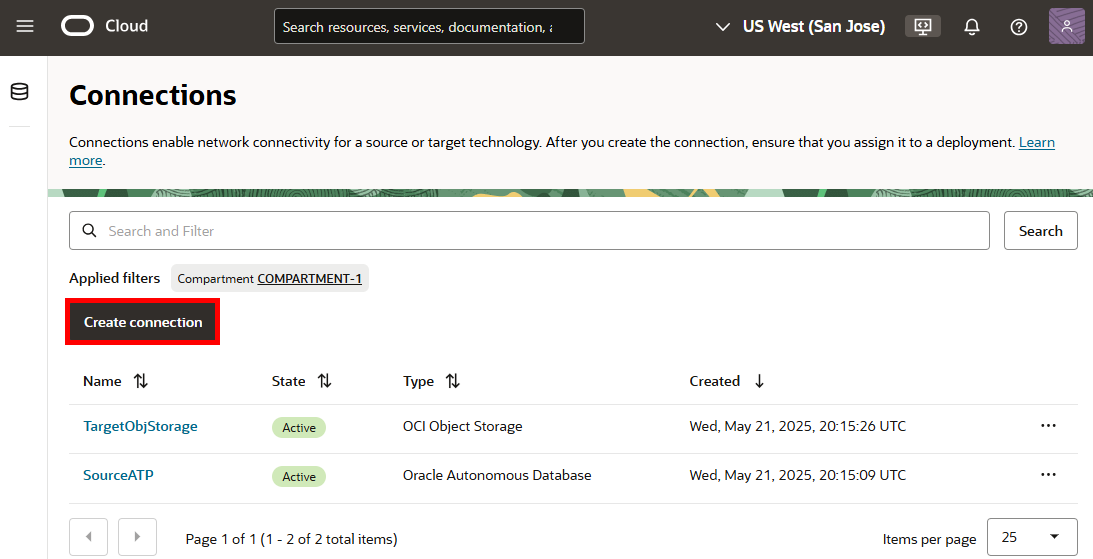 Cloud
Search resources, services, documentation, a
US West (San Jose)
Connections
Connections enable network connectivity for a source or target technology. After you create the connection, ensure that you assign it to a deployment. Learn
more.
Search and Filter
Search
Applied filters Compartment COMPARTMENT-1
Create connection
Name State Type Created
TargetObjStorage Active OCI Object Storage Wed, May 21, 2025, 20:15:26 UTC
SourceATP Active Oracle Autonomous Database Wed, May 21, 2025, 20:15:09 UTC
Page 1 of 1 (1 - 2 of 2 total items) Items per page 25